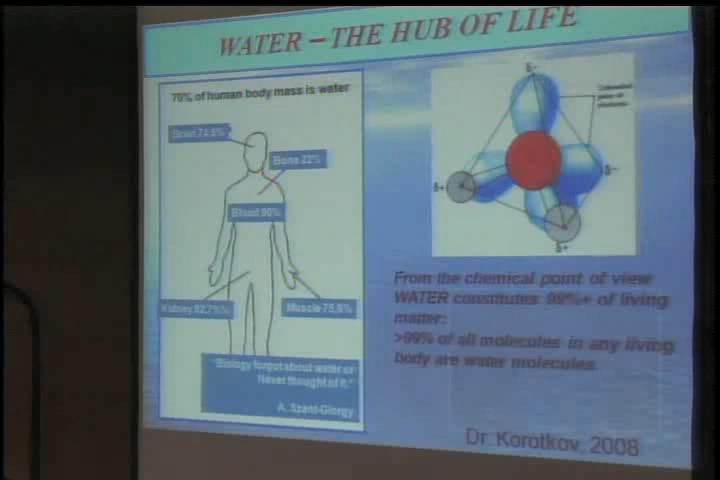 WATER – THE HUB OF LIFE
70% of human body mass is water
Brain 74,5%
Bone 22%
Blood 90%
Kidney 82,7%
Muscle 75,6%
"Biology forgot about water or
Never thought of it."
A. Szant-Giorgy
δ-
δ-
δ+
δ+
From the chemical point of view
WATER constitutes 99%+ of living
matter:
>99% of all molecules in any living
body are water molecules
Dr. Korotkov, 2008